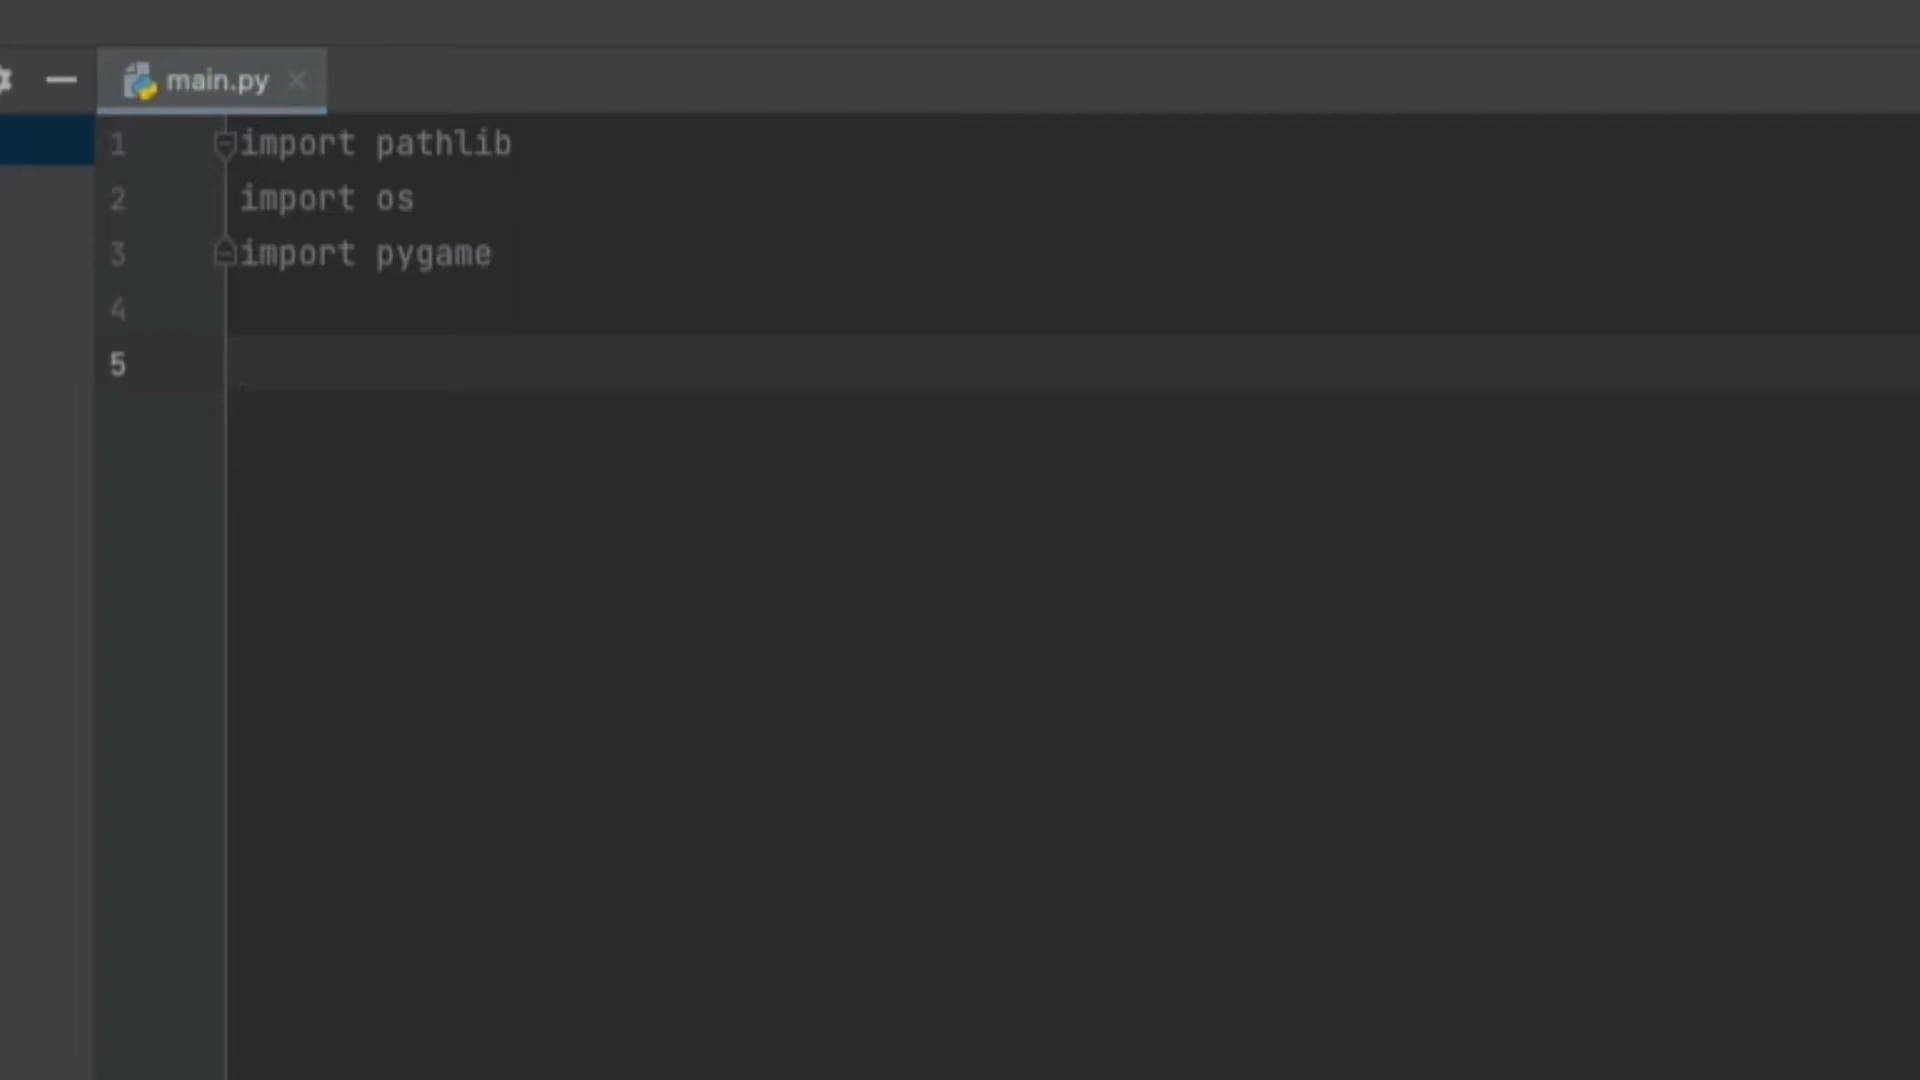 main.py
1 import pathlib
2 import os
3 import pygame
4
5